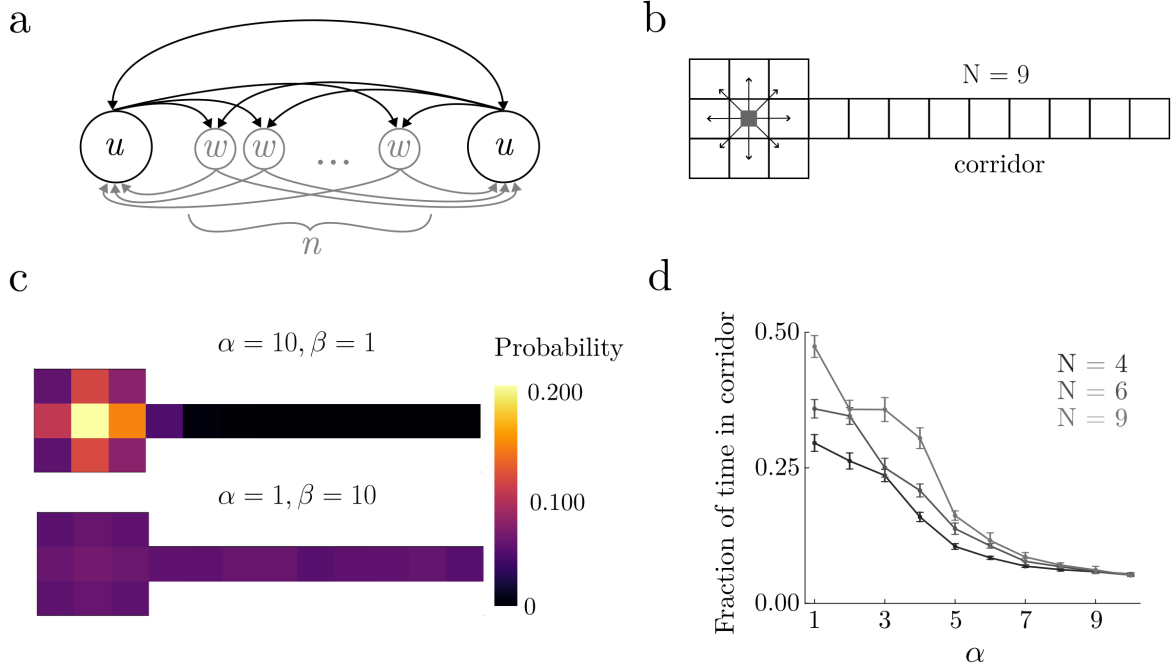 a
u
w
w
...
w
u
n
b
N = 9
corridor
c
α = 10, β = 1
Probability
0.200
0.100
0
α = 1, β = 10
d
Fraction of time in corridor
0.50
0.25
0.00
N = 4
N = 6
N = 9
1
3
5
7
9
α